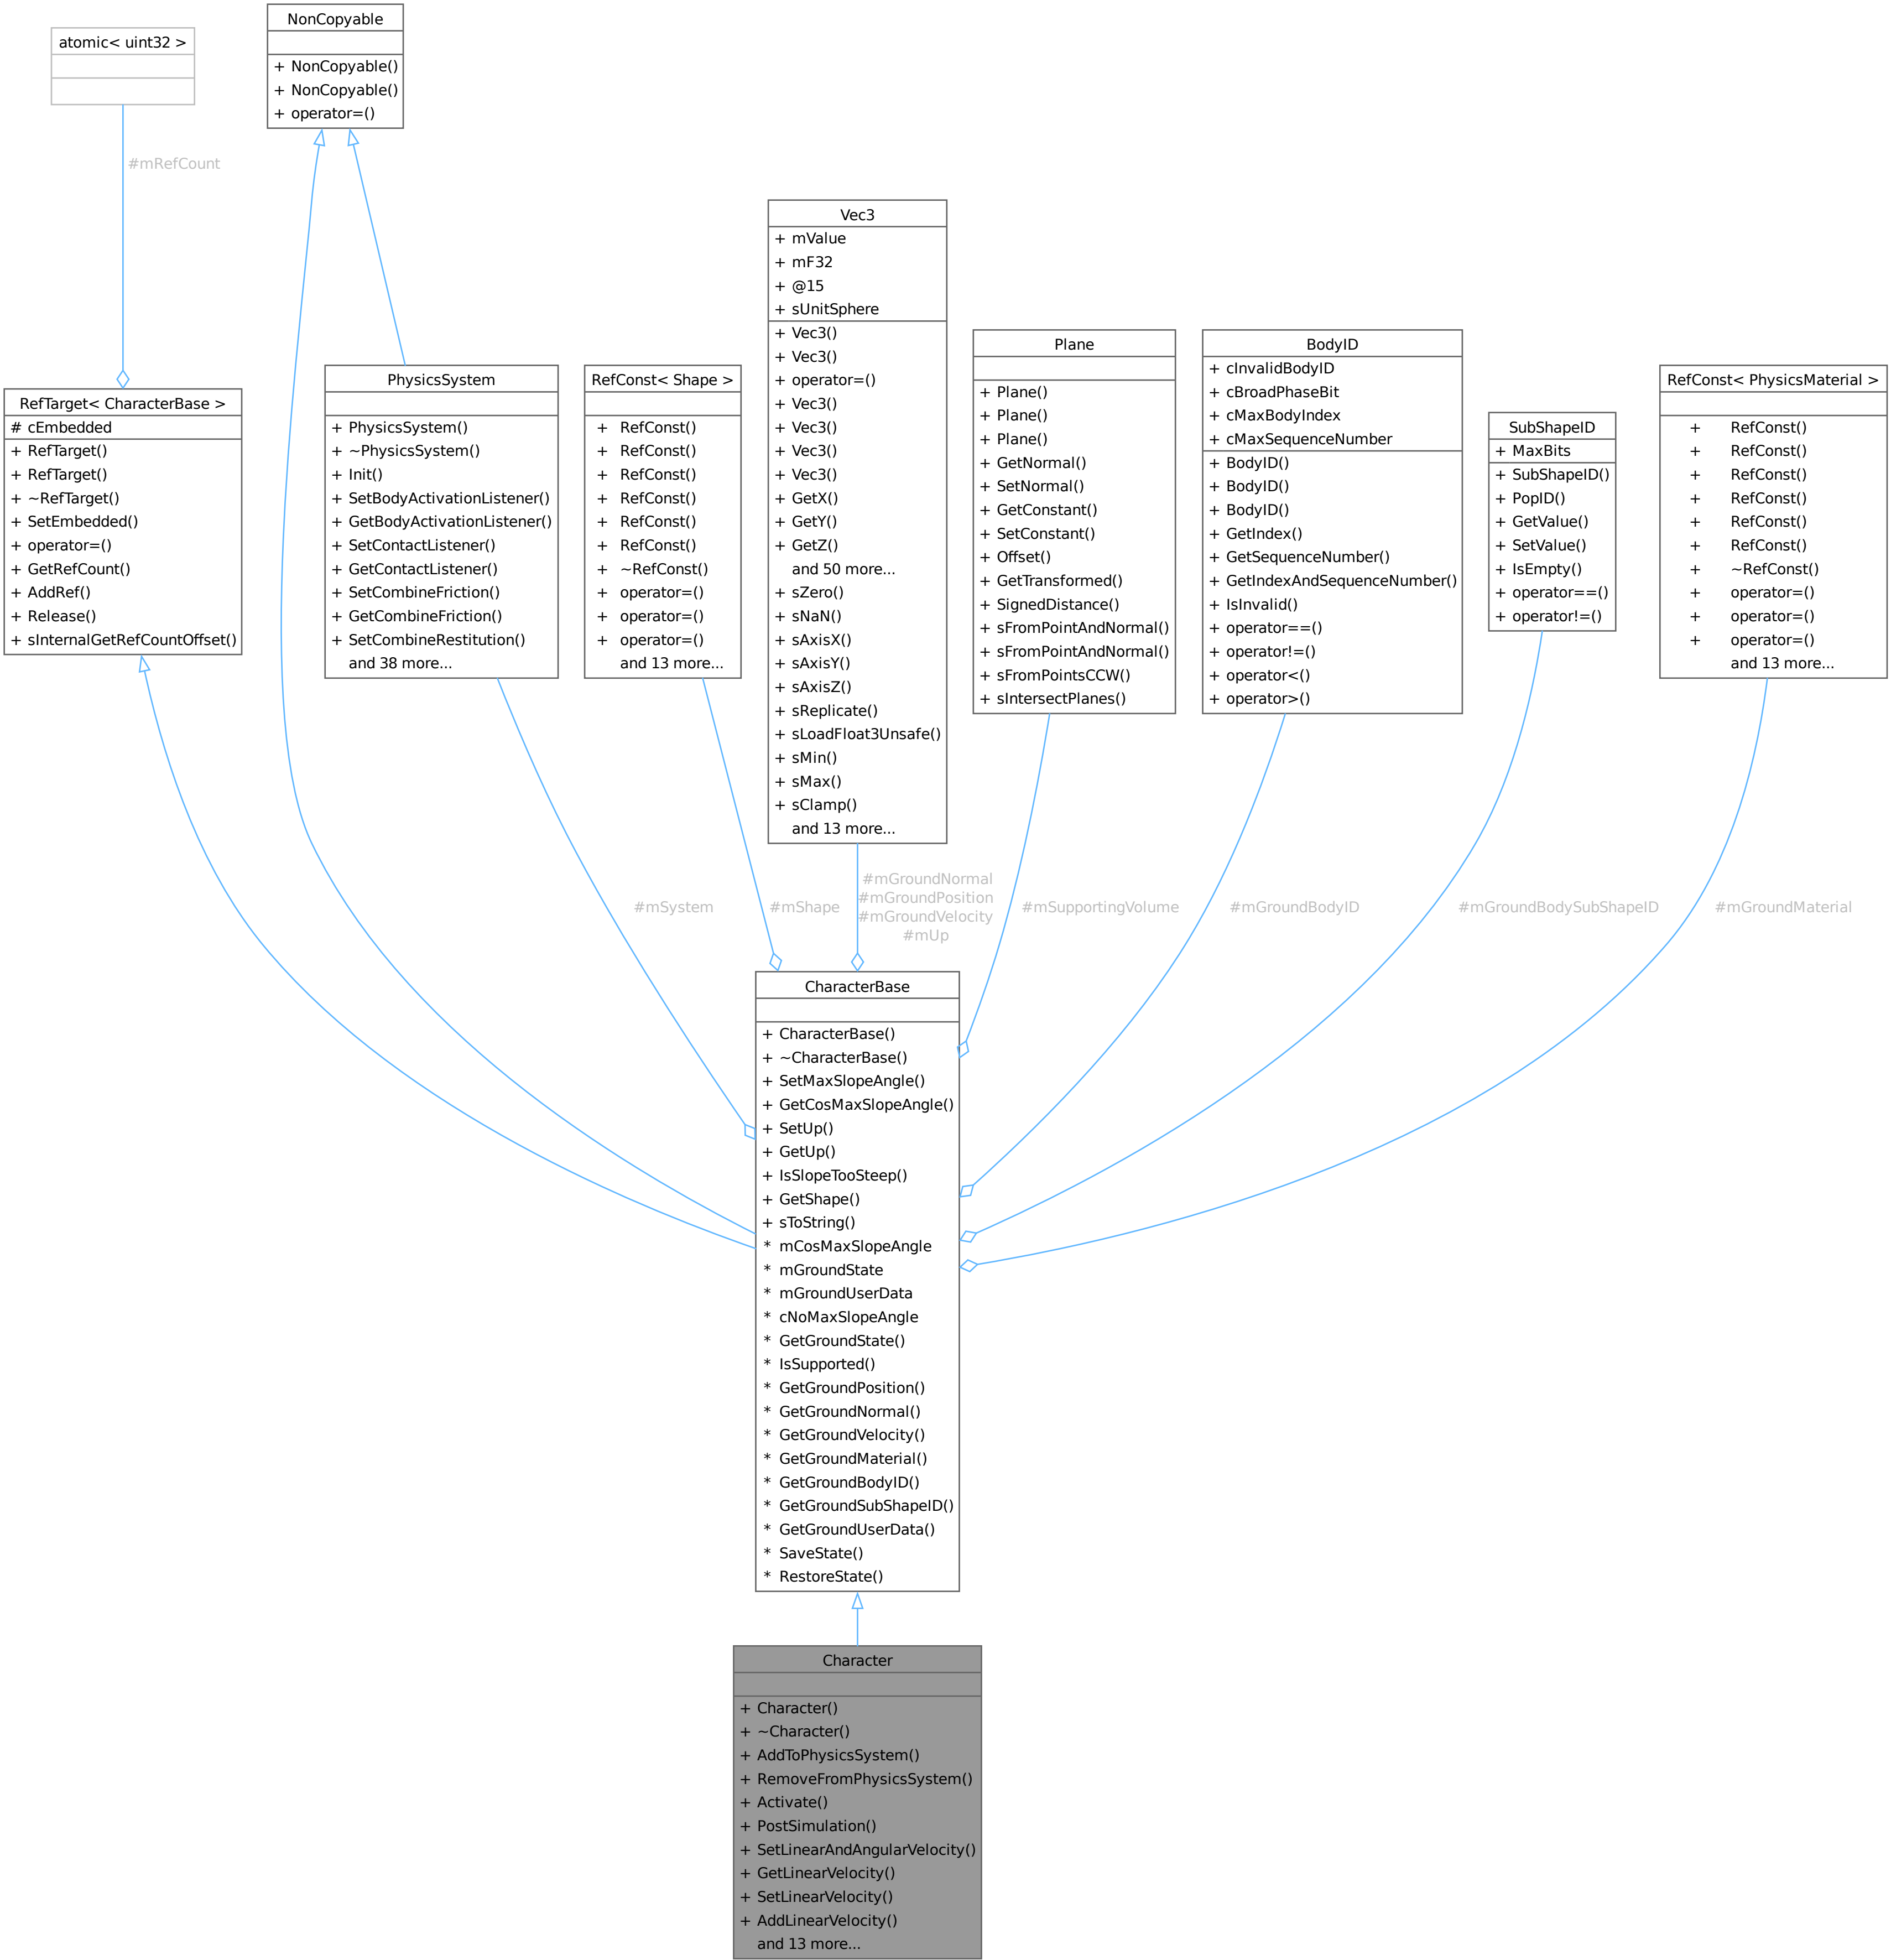 NonCopyable
+ NonCopyable()
+ NonCopyable()
+ operator=()
atomic< uint32 >
#mRefCount
Vec3
+ mValue
+ mF32
+ @15
+ sUnitSphere
+ Vec3()
+ Vec3()
+ operator=()
+ Vec3()
+ Vec3()
+ Vec3()
+ Vec3()
+ GetX()
+ GetY()
+ GetZ()
and 50 more...
+ sZero()
+ sNaN()
+ sAxisX()
+ sAxisY()
+ sAxisZ()
+ sReplicate()
+ sLoadFloat3Unsafe()
+ sMin()
+ sMax()
+ sClamp()
and 13 more...
RefTarget< CharacterBase >
# cEmbedded
+ RefTarget()
+ RefTarget()
+ ~RefTarget()
+ SetEmbedded()
+ operator=()
+ GetRefCount()
+ AddRef()
+ Release()
+ sInternalGetRefCountOffset()
PhysicsSystem
+ PhysicsSystem()
+ ~PhysicsSystem()
+ Init()
+ SetBodyActivationListener()
+ GetBodyActivationListener()
+ SetContactListener()
+ GetContactListener()
+ SetCombineFriction()
+ GetCombineFriction()
+ SetCombineRestitution()
and 38 more...
RefConst< Shape >
+ RefConst()
+ RefConst()
+ RefConst()
+ RefConst()
+ RefConst()
+ RefConst()
+ ~RefConst()
+ operator=()
+ operator=()
+ operator=()
and 13 more...
Plane
+ Plane()
+ Plane()
+ Plane()
+ GetNormal()
+ SetNormal()
+ GetConstant()
+ SetConstant()
+ Offset()
+ GetTransformed()
+ SignedDistance()
+ sFromPointAndNormal()
+ sFromPointAndNormal()
+ sFromPointsCCW()
+ sIntersectPlanes()
BodyID
+ cInvalidBodyID
+ cBroadPhaseBit
+ cMaxBodyIndex
+ cMaxSequenceNumber
+ BodyID()
+ BodyID()
+ BodyID()
+ GetIndex()
+ GetSequenceNumber()
+ GetIndexAndSequenceNumber()
+ IsInvalid()
+ operator==()
+ operator!=()
+ operator<()
+ operator>()
SubShapeID
+ MaxBits
+ SubShapeID()
+ PopID()
+ GetValue()
+ SetValue()
+ IsEmpty()
+ operator==()
+ operator!=()
RefConst< PhysicsMaterial >
+ RefConst()
+ RefConst()
+ RefConst()
+ RefConst()
+ RefConst()
+ RefConst()
+ ~RefConst()
+ operator=()
+ operator=()
+ operator=()
and 13 more...
#mSystem
#mShape
#mGroundNormal
#mGroundPosition
#mGroundVelocity
#mUp
#mSupportingVolume
#mGroundBodyID
#mGroundBodySubShapeID
#mGroundMaterial
CharacterBase
+ CharacterBase()
+ ~CharacterBase()
+ SetMaxSlopeAngle()
+ GetCosMaxSlopeAngle()
+ SetUp()
+ GetUp()
+ IsSlopeTooSteep()
+ GetShape()
+ sToString()
* mCosMaxSlopeAngle
* mGroundState
* mGroundUserData
* cNoMaxSlopeAngle
* GetGroundState()
* IsSupported()
* GetGroundPosition()
* GetGroundNormal()
* GetGroundVelocity()
* GetGroundMaterial()
* GetGroundBodyID()
* GetGroundSubShapeID()
* GetGroundUserData()
* SaveState()
* RestoreState()
Character
+ Character()
+ ~Character()
+ AddToPhysicsSystem()
+ RemoveFromPhysicsSystem()
+ Activate()
+ PostSimulation()
+ SetLinearAndAngularVelocity()
+ GetLinearVelocity()
+ SetLinearVelocity()
+ AddLinearVelocity()
and 13 more...